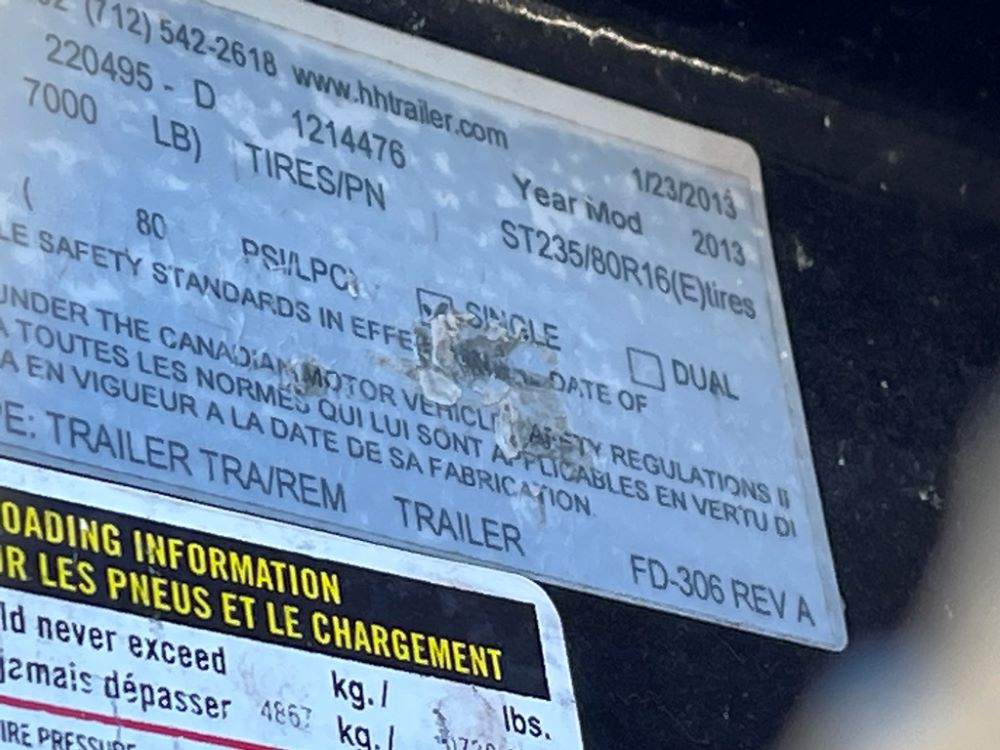 (712) 542-2618 www.hhtrailer.com
220495 - D 1214476 1/23/2013
7000 LB) TIRES/PN Year Mod 2013
ST235/80R16(E)tires
( 80 PSI/LPC) SINGLE DUAL
LE SAFETY STANDARDS IN EFFE DATE OF
UNDER THE CANADIAN MOTOR VEHICLE SAFETY REGULATIONS
A TOUTES LES NORMES QUI LUI SONT APPLICABLES EN VERTU
A EN VIGUEUR A LA DATE DE SA FABRICATION
E: TRAILER TRA/REM TRAILER
FD-306 REV A
OADING INFORMATION
UR LES PNEUS ET LE CHARGEMENT
ld never exceed kg./ lbs.
jamais dépasser 4867 kg./
IRE PRESSURE